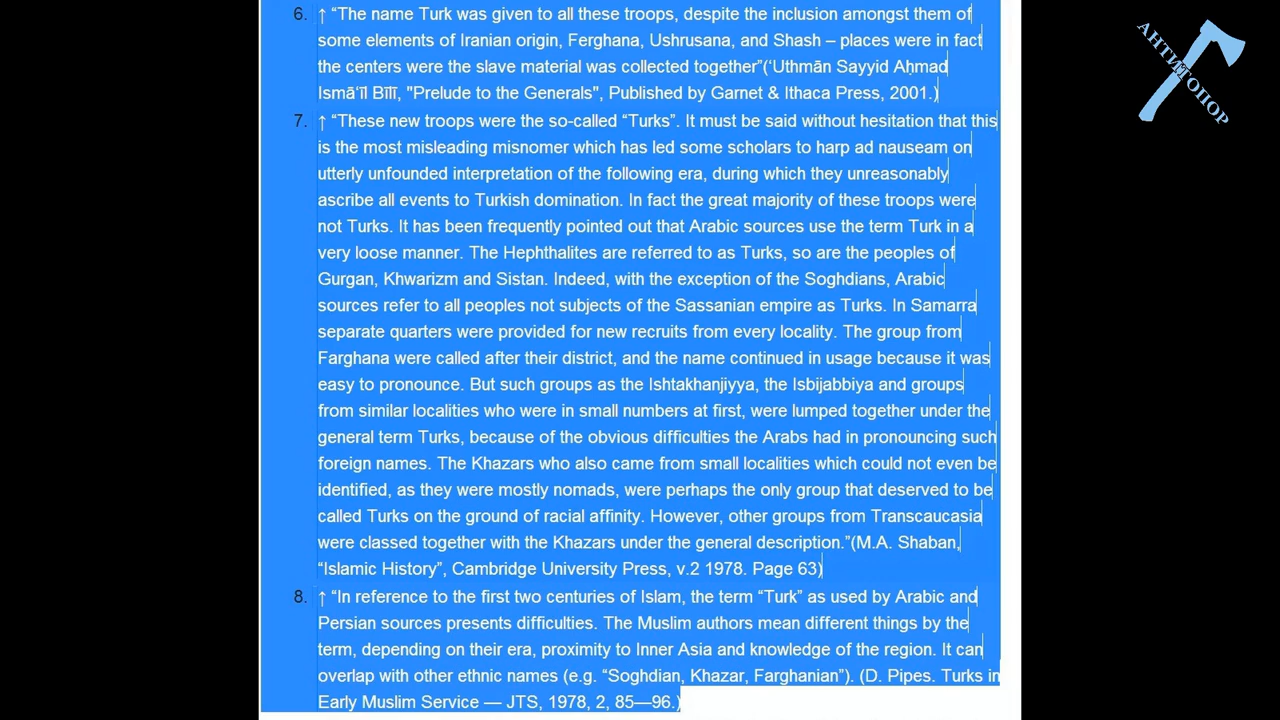 6. ↑ “The name Turk was given to all these troops, despite the inclusion amongst them of
some elements of Iranian origin, Ferghana, Ushrusana, and Shash – places were in fact
the centers were the slave material was collected together”(‘Uthmān Sayyid Aḥmad
Ismā‘īl Bīlī, "Prelude to the Generals", Published by Garnet & Ithaca Press, 2001.)
7. ↑ “These new troops were the so-called “Turks”. It must be said without hesitation that this
is the most misleading misnomer which has led some scholars to harp ad nauseam on
utterly unfounded interpretation of the following era, during which they unreasonably
ascribe all events to Turkish domination. In fact the great majority of these troops were
not Turks. It has been frequently pointed out that Arabic sources use the term Turk in a
very loose manner. The Hephthalites are referred to as Turks, so are the peoples of
Gurgan, Khwarizm and Sistan. Indeed, with the exception of the Soghdians, Arabic
sources refer to all peoples not subjects of the Sassanian empire as Turks. In Samarra
separate quarters were provided for new recruits from every locality. The group from
Farghana were called after their district, and the name continued in usage because it was
easy to pronounce. But such groups as the Ishtakhanjiyya, the Isbijabbiya and groups
from similar localities who were in small numbers at first, were lumped together under the
general term Turks, because of the obvious difficulties the Arabs had in pronouncing such
foreign names. The Khazars who also came from small localities which could not even be
identified, as they were mostly nomads, were perhaps the only group that deserved to be
called Turks on the ground of racial affinity. However, other groups from Transcaucasia
were classed together with the Khazars under the general description.”(M.A. Shaban,
“Islamic History”, Cambridge University Press, v.2 1978. Page 63)
8. ↑ “In reference to the first two centuries of Islam, the term “Turk” as used by Arabic and
Persian sources presents difficulties. The Muslim authors mean different things by the
term, depending on their era, proximity to Inner Asia and knowledge of the region. It can
overlap with other ethnic names (e.g. “Soghdian, Khazar, Farghanian”). (D. Pipes. Turks in
Early Muslim Service — JTS, 1978, 2, 85—96.)
АНТИТОПОР